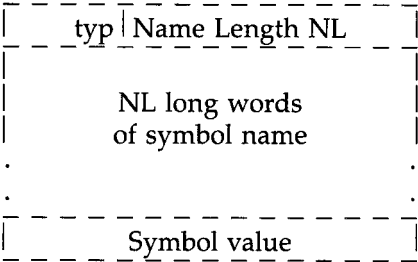 typ Name Length NL
NL long words
of symbol name
Symbol value